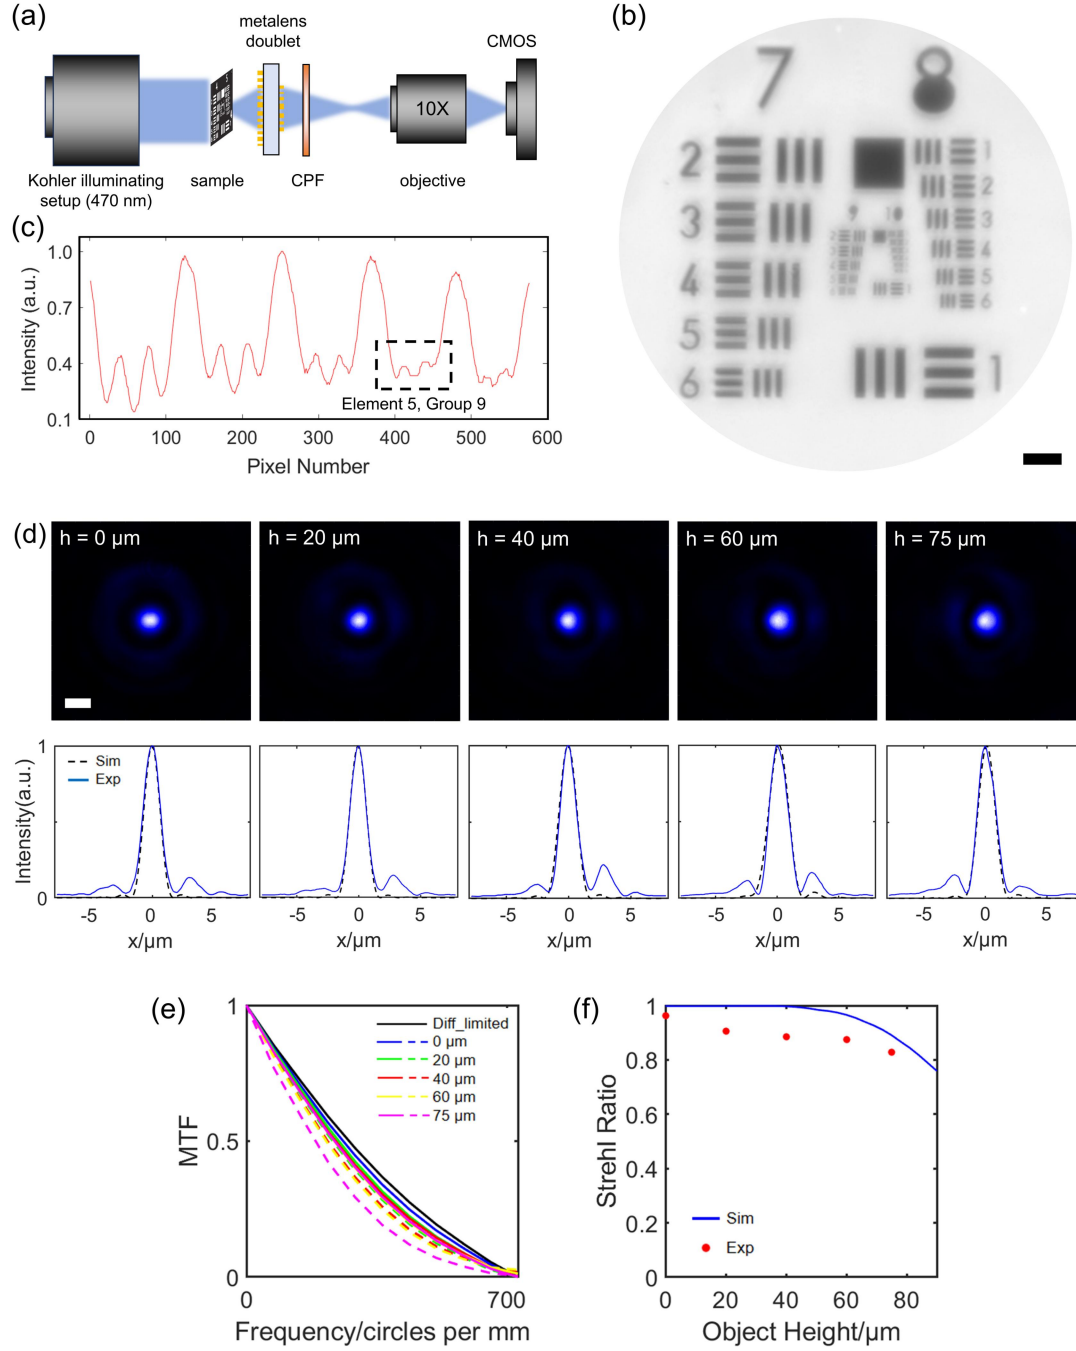 (a)
metalens
doublet
CMOS
10X
Kohler illuminating
setup (470 nm)
sample
CPF
objective
(b)
7
8
2
3
4
5
6
9
10
1
2
3
4
5
6
1
(c)
Intensity (a.u.)
1.0
0.7
0.4
0.1
Element 5, Group 9
0 100 200 300 400 500 600
Pixel Number
(d)
h = 0 μm
h = 20 μm
h = 40 μm
h = 60 μm
h = 75 μm
Intensity(a.u.)
1
0
Sim
Exp
-5 0 5
x/μm
-5 0 5
x/μm
-5 0 5
x/μm
-5 0 5
x/μm
-5 0 5
x/μm
(e)
MTF
1
0.5
0
Diff_limited
0 μm
20 μm
40 μm
60 μm
75 μm
0 700
Frequency/circles per mm
(f)
Strehl Ratio
1
0.8
0.6
0.4
0.2
0
Sim
Exp
0 20 40 60 80
Object Height/μm